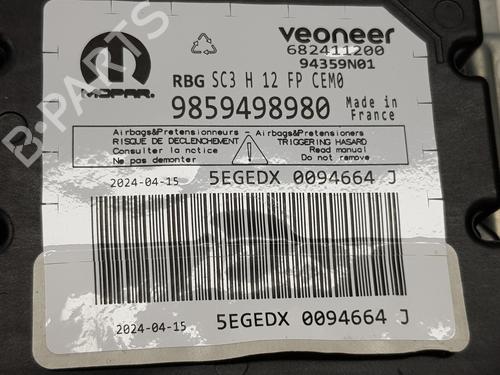 veoneer
682411200
94359N01
MOPAR.
RBG SC3 H 12 FP CEM0
9859498980 Made in France
Airbags&Pretensionneurs - Airbags&Pretensioners
RISQUE DE DECLENCHEMENT
Consulter la notice
Ne pas demonter
TRIGGERING HASARD
Read manual
Do not remove
2024-04-15 5EGEDX 0094664 J
2024-04-15 5EGEDX 0094664 J
B-PARTS